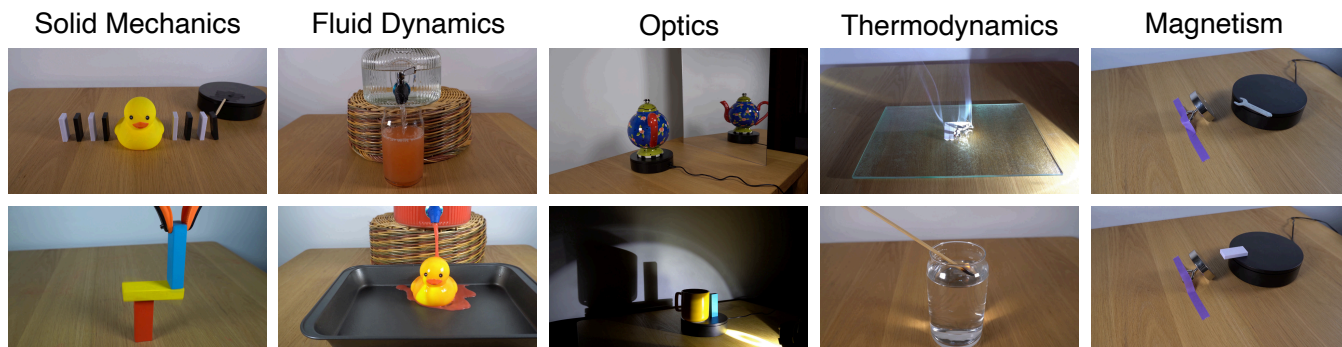 Solid Mechanics
Fluid Dynamics
Optics
Thermodynamics
Magnetism